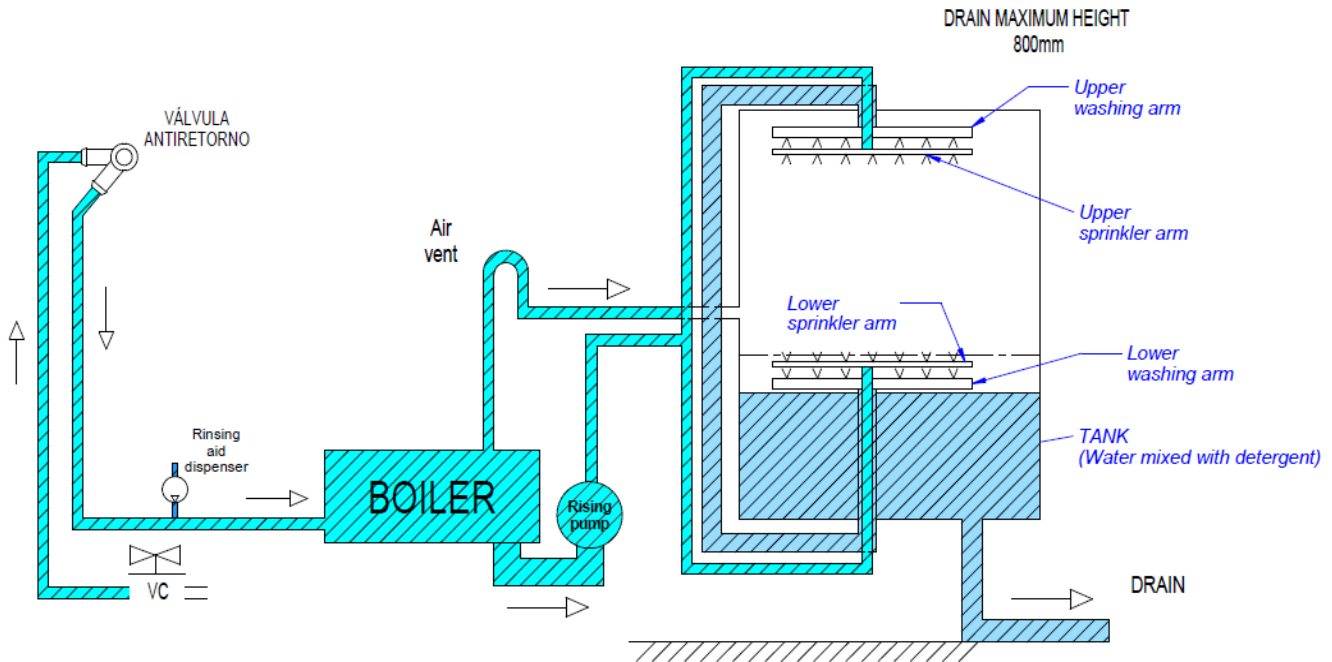 DRAIN MAXIMUM HEIGHT
800mm
Upper
washing arm
VÁLVULA
ANTIRETORNO
Upper
sprinkler arm
Air
vent
Lower
sprinkler arm
Lower
washing arm
Rinsing
aid
dispenser
TANK
(Water mixed with detergent)
BOILER
Rising
pump
VC
DRAIN